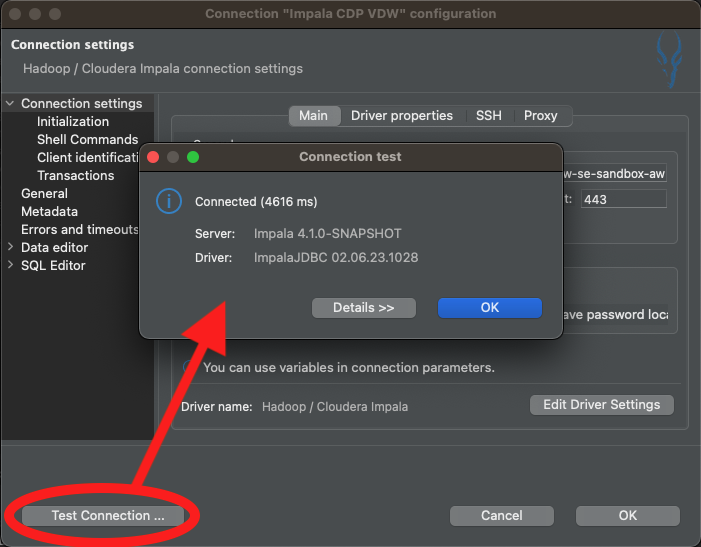 Connection "Impala CDP VDW" configuration
Connection settings
Hadoop / Cloudera Impala connection settings
Connection settings
Initialization
Shell Commands
Client identificati
Transactions
General
Metadata
Errors and timeouts
Data editor
SQL Editor
Main Driver properties SSH Proxy
w-se-sandbox-aw
t: 443
Connection test
Connected (4616 ms)
Server: Impala 4.1.0-SNAPSHOT
Driver: ImpalaJDBC 02.06.23.1028
Details >> OK
ave password loca
You can use variables in connection parameters.
Driver name: Hadoop / Cloudera Impala Edit Driver Settings
Test Connection ... Cancel OK